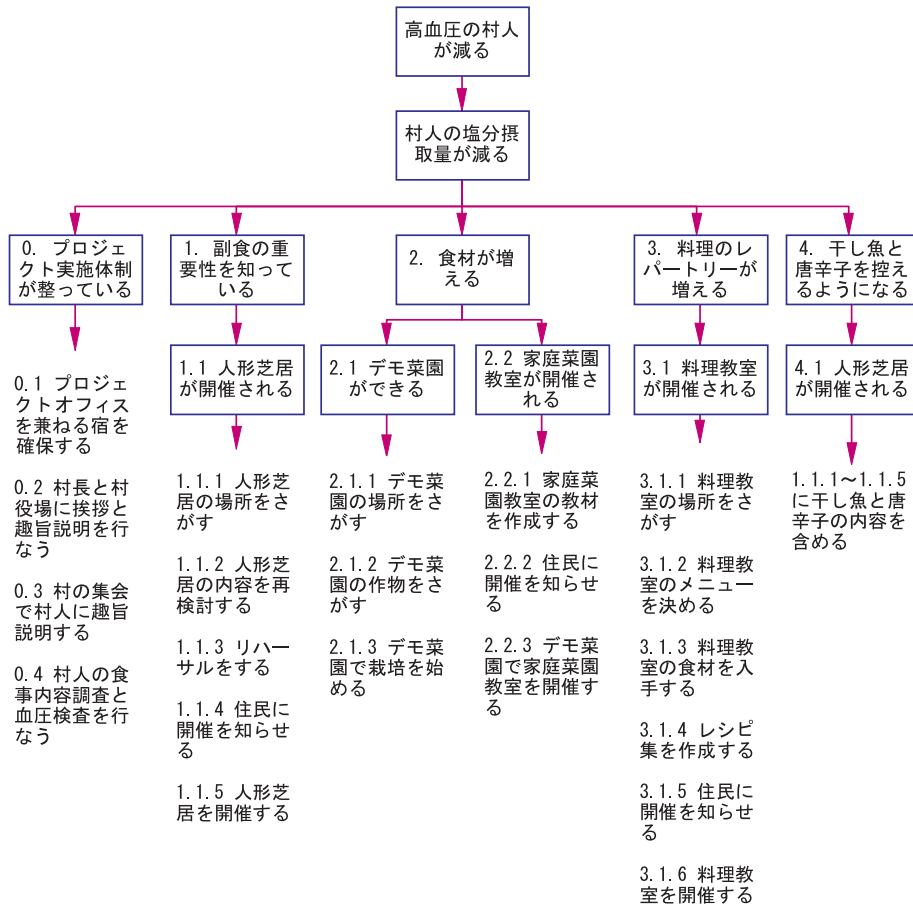 高血圧の村人
が減る
村人の塩分摂
取量が減る
0. プロジェ
クト実施体制
が整っている
1. 副食の重
要性を知って
いる
2. 食材が増
える
3. 料理のレ
パートリーが
増える
4. 干し魚と
唐辛子を控え
るようになる
1.1 人形芝居
が開催される
2.1 デモ菜園
ができる
2.2 家庭菜園
教室が開催さ
れる
3.1 料理教室
が開催される
4.1 人形芝居
が開催される
0.1 プロジェ
クトオフィス
を兼ねる宿を
確保する
0.2 村長と村
役場に挨拶と
趣旨説明を行
なう
0.3 村の集会
で村人に趣旨
説明する
0.4 村人の食
事内容調査と
血圧検査を行
なう
1.1.1 人形芝
居の場所をさ
がす
1.1.2 人形芝
居の内容を再
検討する
1.1.3 リハー
サルをする
1.1.4 住民に
開催を知らせ
る
1.1.5 人形芝
居を開催する
2.1.1 デモ菜
園の場所をさ
がす
2.1.2 デモ菜
園の作物をさ
がす
2.1.3 デモ菜
園で栽培を始
める
2.2.1 家庭菜
園教室の教材
を作成する
2.2.2 住民に
開催を知らせ
る
2.2.3 デモ菜
園で家庭菜園
教室を開催す
る
3.1.1 料理教
室の場所をさ
がす
3.1.2 料理教
室のメニュー
を決める
3.1.3 料理教
室の食材を入
手する
3.1.4 レシピ
集を作成する
3.1.5 住民に
開催を知らせ
る
3.1.6 料理教
室を開催する
1.1.1～1.1.5
に干し魚と唐
辛子の内容を
含める